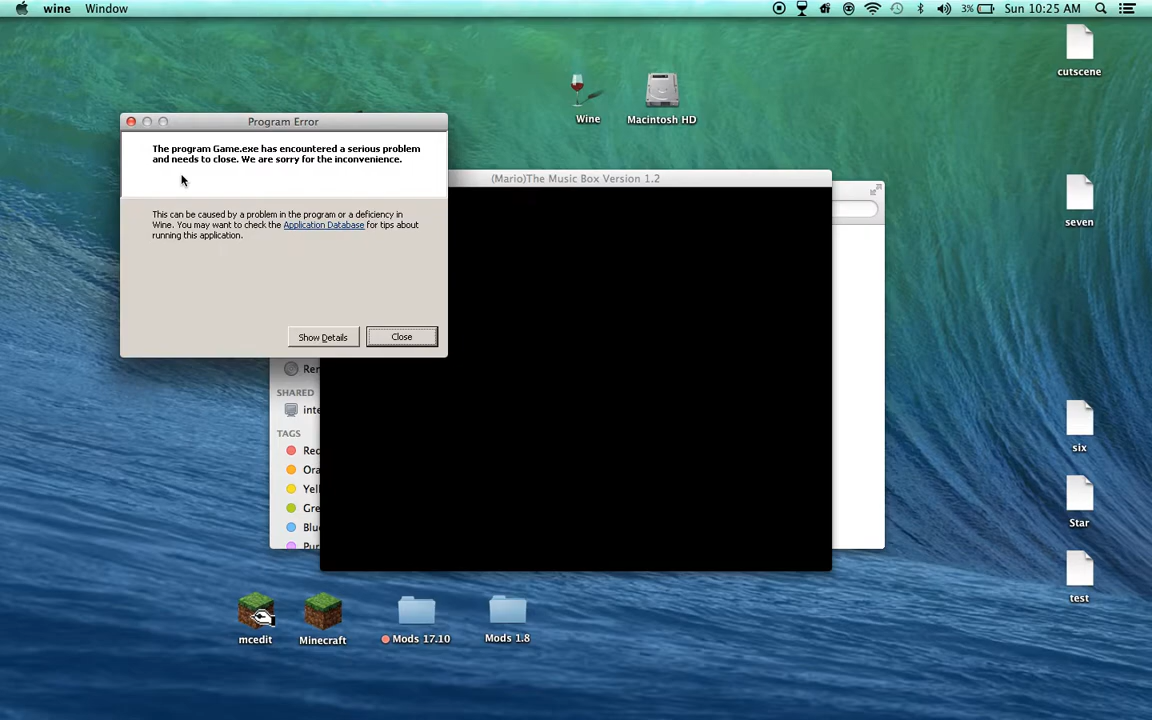 wine Window
3% Sun 10:25 AM
cutscene
Wine
Macintosh HD
Program Error
The program Game.exe has encountered a serious problem
and needs to close. We are sorry for the inconvenience.
(Mario)The Music Box Version 1.2
This can be caused by a problem in the program or a deficiency in
Wine. You may want to check the Application Database for tips about
running this application.
seven
Show Details
Close
SHARED
TAGS
six
Star
test
mcedit
Minecraft
Mods 17.10
Mods 1.8